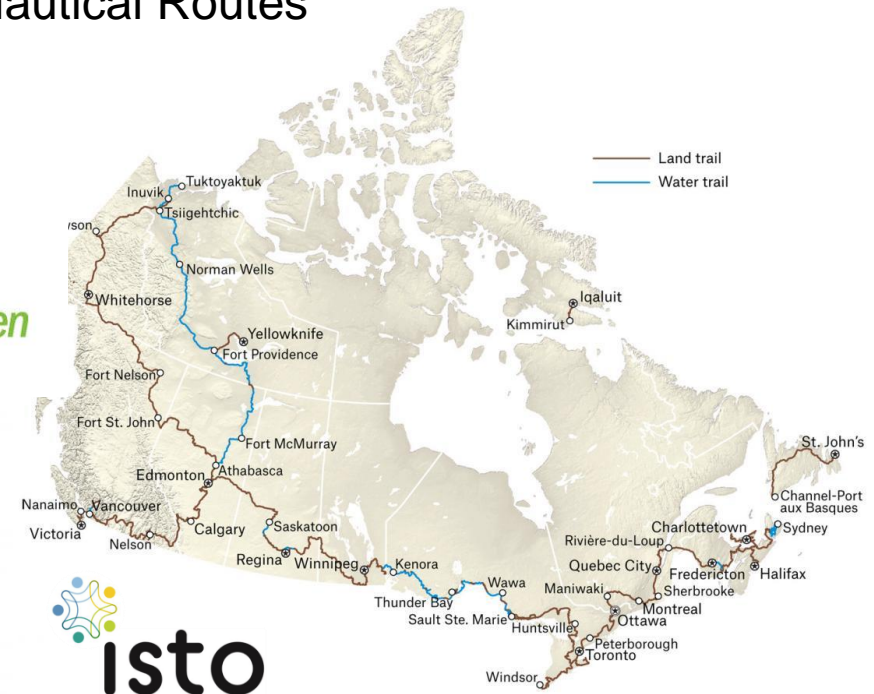 autical Routes
Land trail
Water trail
Tuktoyaktuk
Inuvik
Tsiigehtchic
wson
Norman Wells
Whitehorse
Iqaluit
Kimmirut
en
Yellowknife
Fort Providence
Fort Nelson
Fort St. John
Fort McMurray
St. John's
Athabasca
Edmonton
Channel-Port
aux Basques
Nanaimo
Vancouver
Victoria
Nelson
Calgary
Saskatoon
Charlottetown
Sydney
Rivière-du-Loup
Regina
Winnipeg
Kenora
Quebec City
Fredericton
Halifax
Wawa
Maniwaki
Sherbrooke
Thunder Bay
Montreal
Sault Ste. Marie
Huntsville
Ottawa
Peterborough
Toronto
Windsor
isto